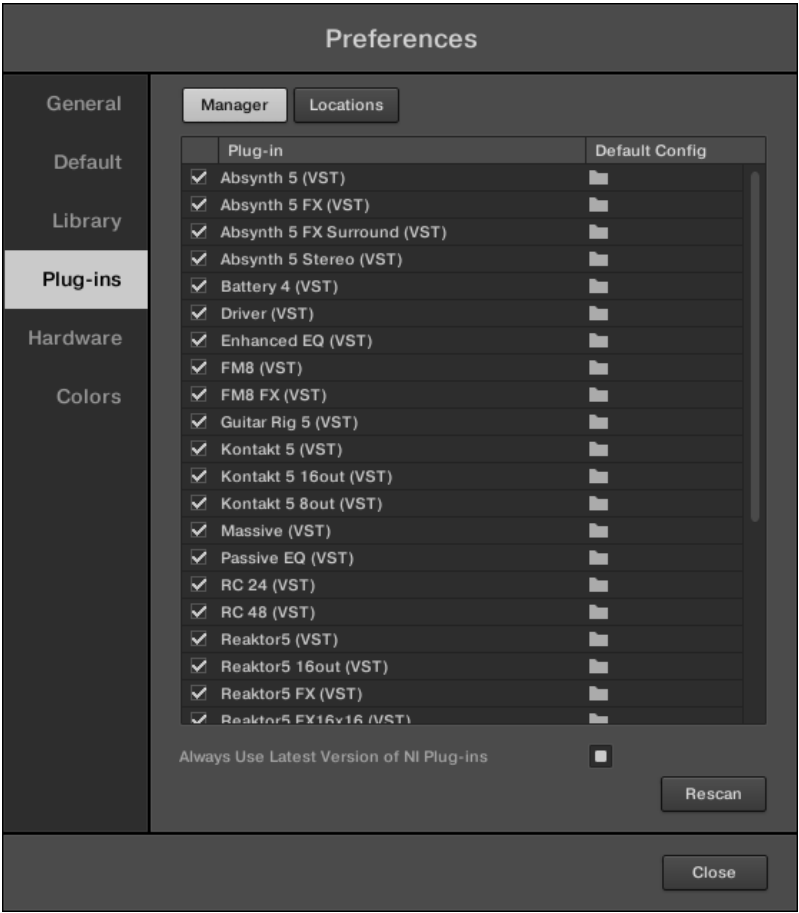 Preferences
General
Default
Library
Plug-ins
Hardware
Colors
Manager Locations
Plug-in Default Config
Absynth 5 (VST)
Absynth 5 FX (VST)
Absynth 5 FX Surround (VST)
Absynth 5 Stereo (VST)
Battery 4 (VST)
Driver (VST)
Enhanced EQ (VST)
FM8 (VST)
FM8 FX (VST)
Guitar Rig 5 (VST)
Kontakt 5 (VST)
Kontakt 5 16out (VST)
Kontakt 5 8out (VST)
Massive (VST)
Passive EQ (VST)
RC 24 (VST)
RC 48 (VST)
Reaktor5 (VST)
Reaktor5 16out (VST)
Reaktor5 FX (VST)
Reaktor5 FX16x16 (VST)
Always Use Latest Version of NI Plug-ins
Rescan
Close